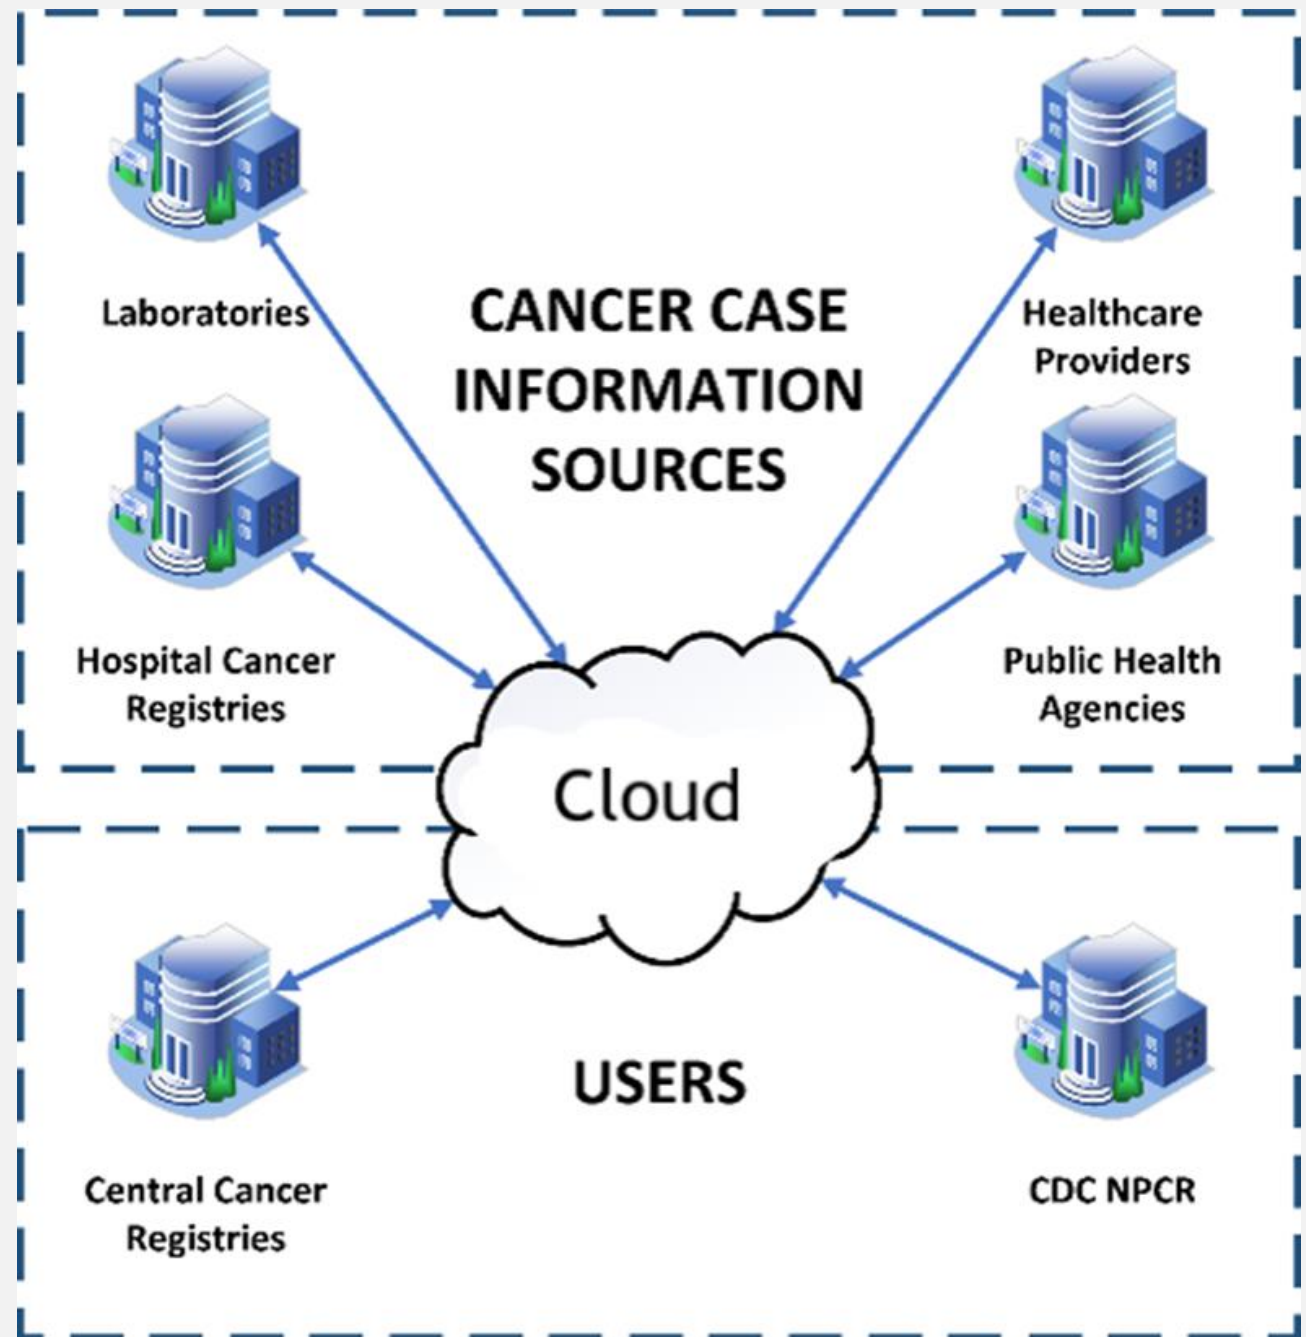 Laboratories
CANCER CASE
INFORMATION
SOURCES
Healthcare
Providers
Hospital Cancer
Registries
Public Health
Agencies
Cloud
USERS
Central Cancer
Registries
CDC NPCR